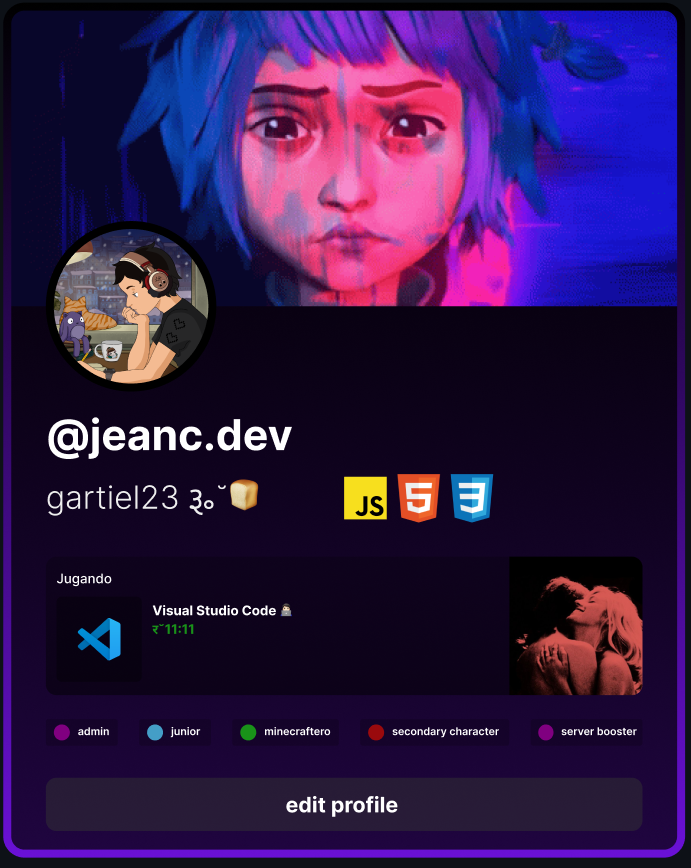 @jeanc.dev
gartiel23 ३॰˘🍞
JS 5 3
Jugando
Visual Studio Code 👨🏻‍💻
र˘11:11
admin junior minecraftero secondary character server booster
edit profile